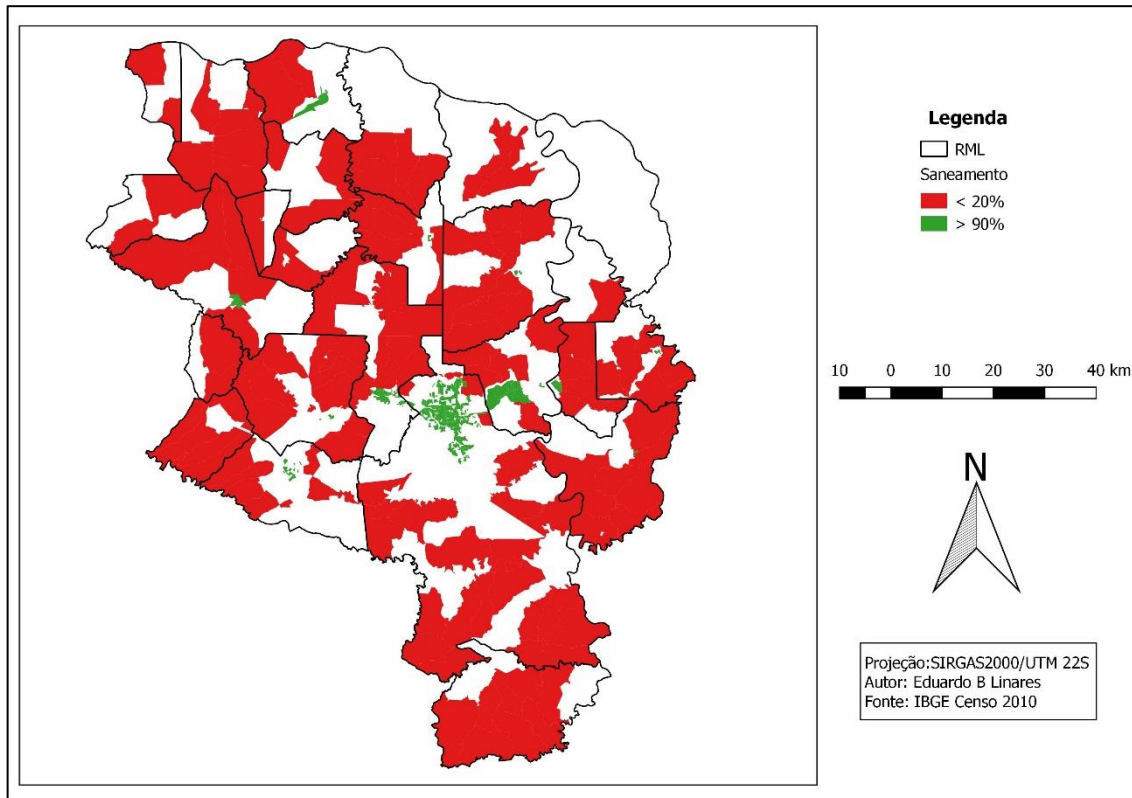 Legenda
RML
Saneamento
< 20%
> 90%
10 0 10 20 30 40 km
N
Projeção:SIRGAS2000/UTM 22S
Autor: Eduardo B Linares
Fonte: IBGE Censo 2010